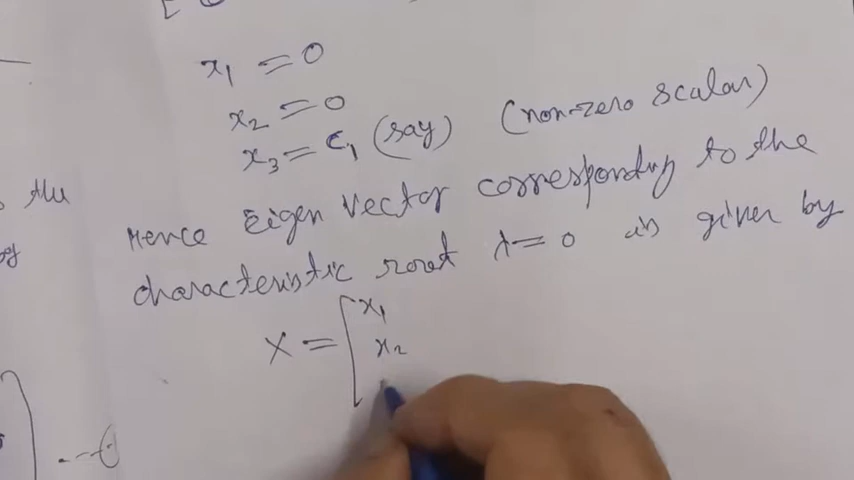 x₁ = 0
x₂ = 0
x₃ = c₁ (say) (non-zero scalar)
Hence Eigen vector corresponding to the
characteristic root λ = 0 is given by
X = [x₁
x₂